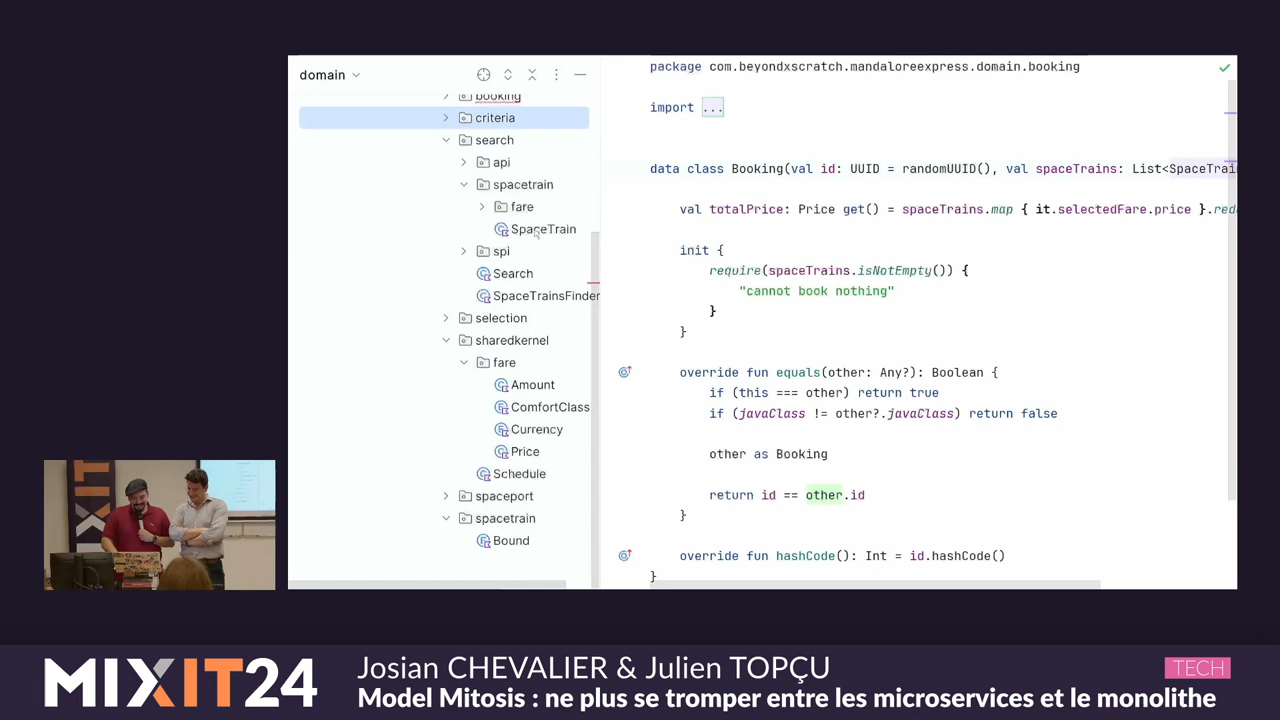 domain
booking
criteria
search
api
spacetrain
fare
SpaceTrain
spi
Search
SpaceTrainsFinder
selection
sharedkernel
fare
Amount
ComfortClass
Currency
Price
Schedule
spaceport
spacetrain
Bound
package com.beyondxscratch.mandaloreexpress.domain.booking
import ...
data class Booking(val id: UUID = randomUUID(), val spaceTrains: List<SpaceTrai
val totalPrice: Price get() = spaceTrains.map { it.selectedFare.price }.red
init {
require(spaceTrains.isNotEmpty()) {
"cannot book nothing"
}
}
override fun equals(other: Any?): Boolean {
if (this === other) return true
if (javaClass != other?.javaClass) return false
other as Booking
return id == other.id
}
override fun hashCode(): Int = id.hashCode()
}
MIXIT
MIXIT24
Josian CHEVALIER & Julien TOPÇU
TECH
Model Mitosis : ne plus se tromper entre les microservices et le monolithe